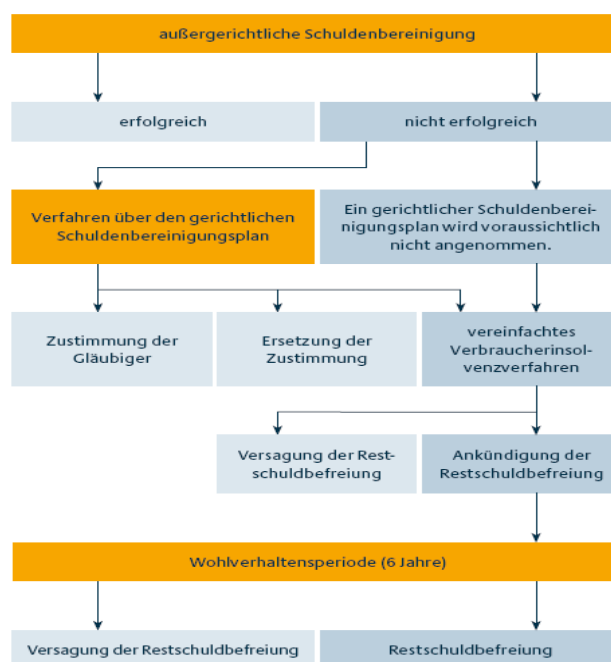 außergerichtliche Schuldenbereinigung
erfolgreich
nicht erfolgreich
Verfahren über den gerichtlichen
Schuldenbereinigungsplan
Ein gerichtlicher Schuldenberei-
nigungsplan wird voraussichtlich
nicht angenommen.
Zustimmung der
Gläubiger
Ersetzung der
Zustimmung
vereinfachtes
Verbraucherinsol-
venzverfahren
Versagung der Rest-
schuldbefreiung
Ankündigung der
Restschuldbefreiung
Wohlverhaltensperiode (6 Jahre)
Versagung der Restschuldbefreiung
Restschuldbefreiung